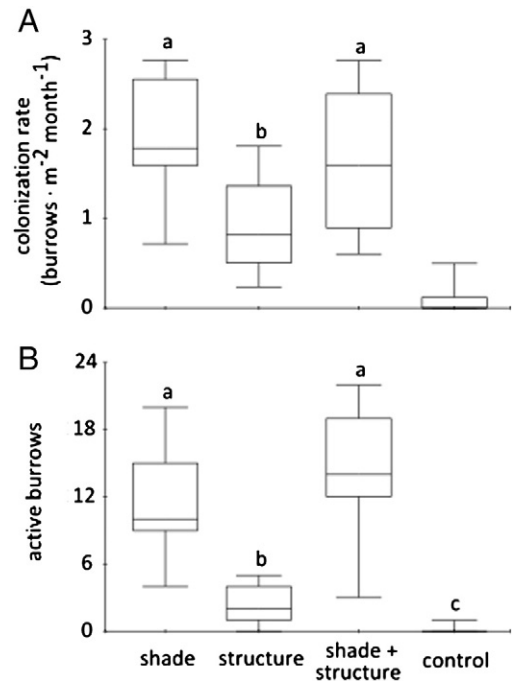 A
colonization rate
(burrows · m-2 month-1)
3
2
1
0
a
b
a
B
active burrows
24
18
12
6
0
a
b
a
c
shade
structure
shade +
structure
control